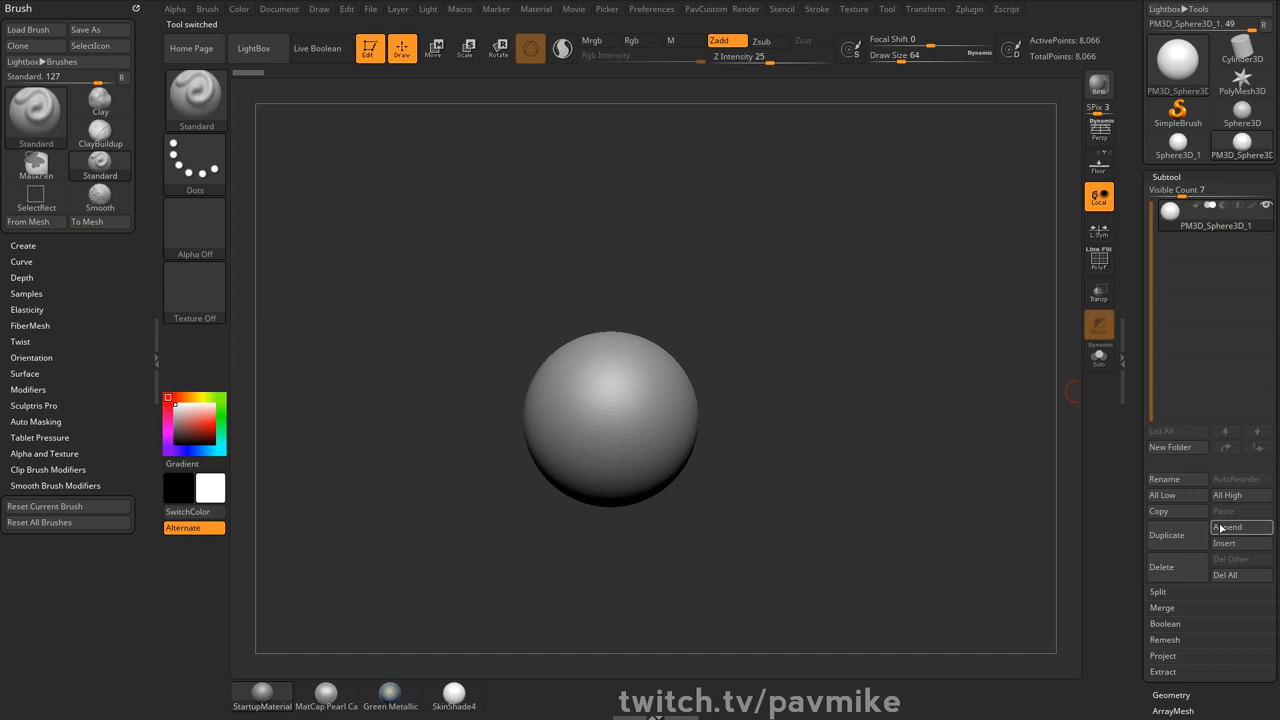 Brush
Alpha Brush Color Document Draw Edit File Layer Light Macro Marker Material Movie Picker Preferences PavCustom Render Stencil Stroke Texture Tool Transform Zplugin Zscript
Lightbox▶Tools
Tool switched
PM3D_Sphere3D_1. 49 R
Load Brush Save As
Clone SelectIcon
Lightbox▶Brushes
Standard. 127 R
Standard
Clay
ClayBuildup
MaskPen
Standard
SelectRect
Smooth
From Mesh To Mesh
Create
Curve
Depth
Samples
Elasticity
FiberMesh
Twist
Orientation
Surface
Modifiers
Sculptris Pro
Auto Masking
Tablet Pressure
Alpha and Texture
Clip Brush Modifiers
Smooth Brush Modifiers
Reset Current Brush
Reset All Brushes
Home Page LightBox Live Boolean
Edit Draw Move Scale Rotate
Mrgb Rgb M Zadd Zsub Zcut
Rgb Intensity Z Intensity 25
S
Focal Shift 0
Draw Size 64 Dynamic
D
ActivePoints: 8,066
TotalPoints: 8,066
Standard
Dots
Alpha Off
Texture Off
Gradient
SwitchColor
Alternate
BPR
SPix 3
Dynamic
Persp
Floor
Local
L.Sym
Line Fill
PolyF
Transp
Ghost
Dynamic
Solo
PM3D_Sphere3D
Cylinder3D
PolyMesh3D
SimpleBrush
Sphere3D
Sphere3D_1
PM3D_Sphere3D
Subtool
Visible Count 7
PM3D_Sphere3D_1
List All
New Folder
Rename AutoReorder
All Low All High
Copy Paste
Duplicate
Insert
Delete
Del Other
Del All
Split
Merge
Boolean
Remesh
Project
Extract
Geometry
ArrayMesh
StartupMaterial MatCap Pearl Ca Green Metallic SkinShade4
twitch.tv/pavmike